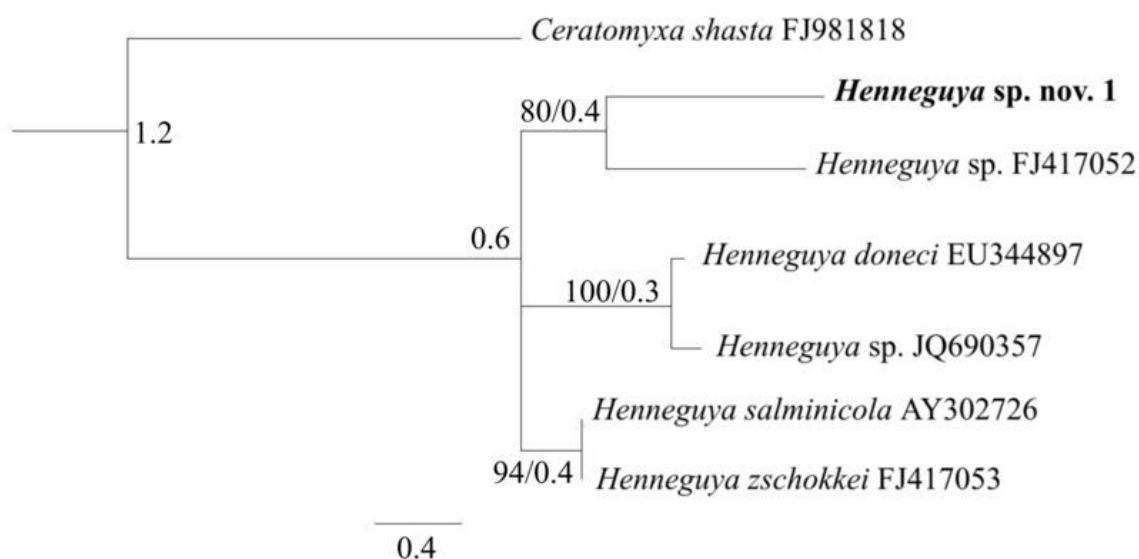 Ceratomyxa shasta FJ981818
Henneguya sp. nov. 1
80/0.4
1.2
Henneguya sp. FJ417052
0.6
Henneguya doneci EU344897
100/0.3
Henneguya sp. JQ690357
Henneguya salminicola AY302726
94/0.4
Henneguya zschokkei FJ417053
0.4